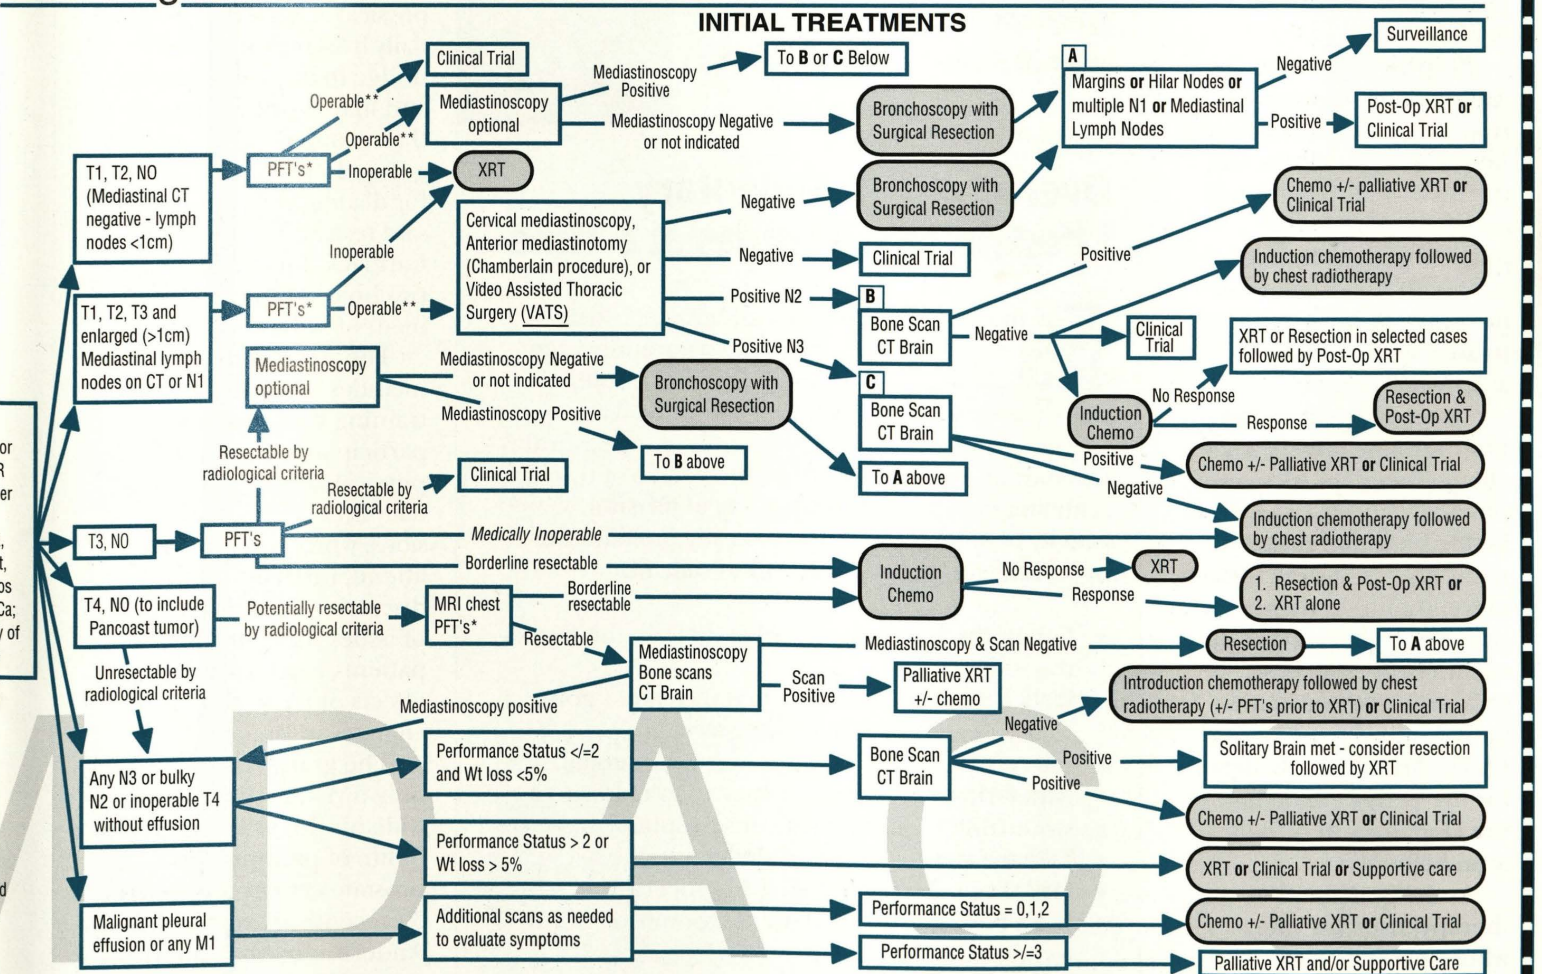 INITIAL TREATMENTS
Clinical Trial
Operable**
Mediastinoscopy
optional
Operable**
Mediastinoscopy
Positive
To B or C Below
Mediastinoscopy Negative
or not indicated
Bronchoscopy with
Surgical Resection
A
Margins or Hilar Nodes or
multiple N1 or Mediastinal
Lymph Nodes
Negative
Surveillance
Positive
Post-Op XRT or
Clinical Trial
T1, T2, NO
(Mediastinal CT
negative - lymph
nodes <1cm)
PFT's*
Inoperable
XRT
Inoperable
T1, T2, T3 and
enlarged (>1cm)
Mediastinal lymph
nodes on CT or N1
PFT's*
Operable**
Cervical mediastinoscopy,
Anterior mediastinotomy
(Chamberlain procedure), or
Video Assisted Thoracic
Surgery (VATS)
Negative
Bronchoscopy with
Surgical Resection
Negative
Clinical Trial
Positive N2
B
Bone Scan
CT Brain
Positive
Chemo +/- palliative XRT or
Clinical Trial
Negative
Induction chemotherapy followed
by chest radiotherapy
Clinical
Trial
Induction
Chemo
No Response
XRT or Resection in selected cases
followed by Post-Op XRT
Response
Resection &
Post-Op XRT
Positive N3
C
Bone Scan
CT Brain
Positive
Chemo +/- Palliative XRT or Clinical Trial
Negative
Induction chemotherapy followed
by chest radiotherapy
Mediastinoscopy
optional
Mediastinoscopy Negative
or not indicated
Bronchoscopy with
Surgical Resection
To A above
Mediastinoscopy Positive
To B above
Resectable by
radiological criteria
Resectable by
radiological criteria
Clinical Trial
or
R
er
,
t,
os
Ca;
y of
d
T3, NO
PFT's
Medically Inoperable
Borderline resectable
Induction
Chemo
No Response
XRT
Response
1. Resection & Post-Op XRT or
2. XRT alone
T4, NO (to include
Pancoast tumor)
Potentially resectable
by radiological criteria
MRI chest
PFT's*
Borderline
resectable
Resectable
Mediastinoscopy
Bone scans
CT Brain
Mediastinoscopy & Scan Negative
Resection
To A above
Scan
Positive
Palliative XRT
+/- chemo
Unresectable by
radiological criteria
Mediastinoscopy positive
Any N3 or bulky
N2 or inoperable T4
without effusion
Performance Status </=2
and Wt loss <5%
Bone Scan
CT Brain
Negative
Introduction chemotherapy followed by chest
radiotherapy (+/- PFT's prior to XRT) or Clinical Trial
Positive
Solitary Brain met - consider resection
followed by XRT
Positive
Chemo +/- Palliative XRT or Clinical Trial
Performance Status > 2 or
Wt loss > 5%
XRT or Clinical Trial or Supportive care
Malignant pleural
effusion or any M1
Additional scans as needed
to evaluate symptoms
Performance Status = 0,1,2
Chemo +/- Palliative XRT or Clinical Trial
Performance Status >/=3
Palliative XRT and/or Supportive Care
M D A C